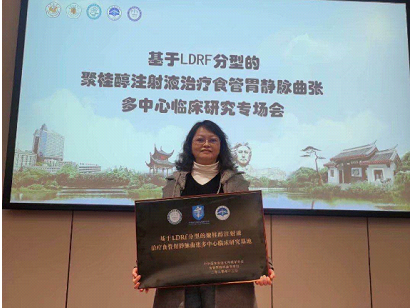 基于LDRF分型的
聚桂醇注射液治疗食管胃静脉曲张
多中心临床研究专场会
基于LDRF分型的聚桂醇注射液
治疗食管胃静脉曲张多中心临床研究基地